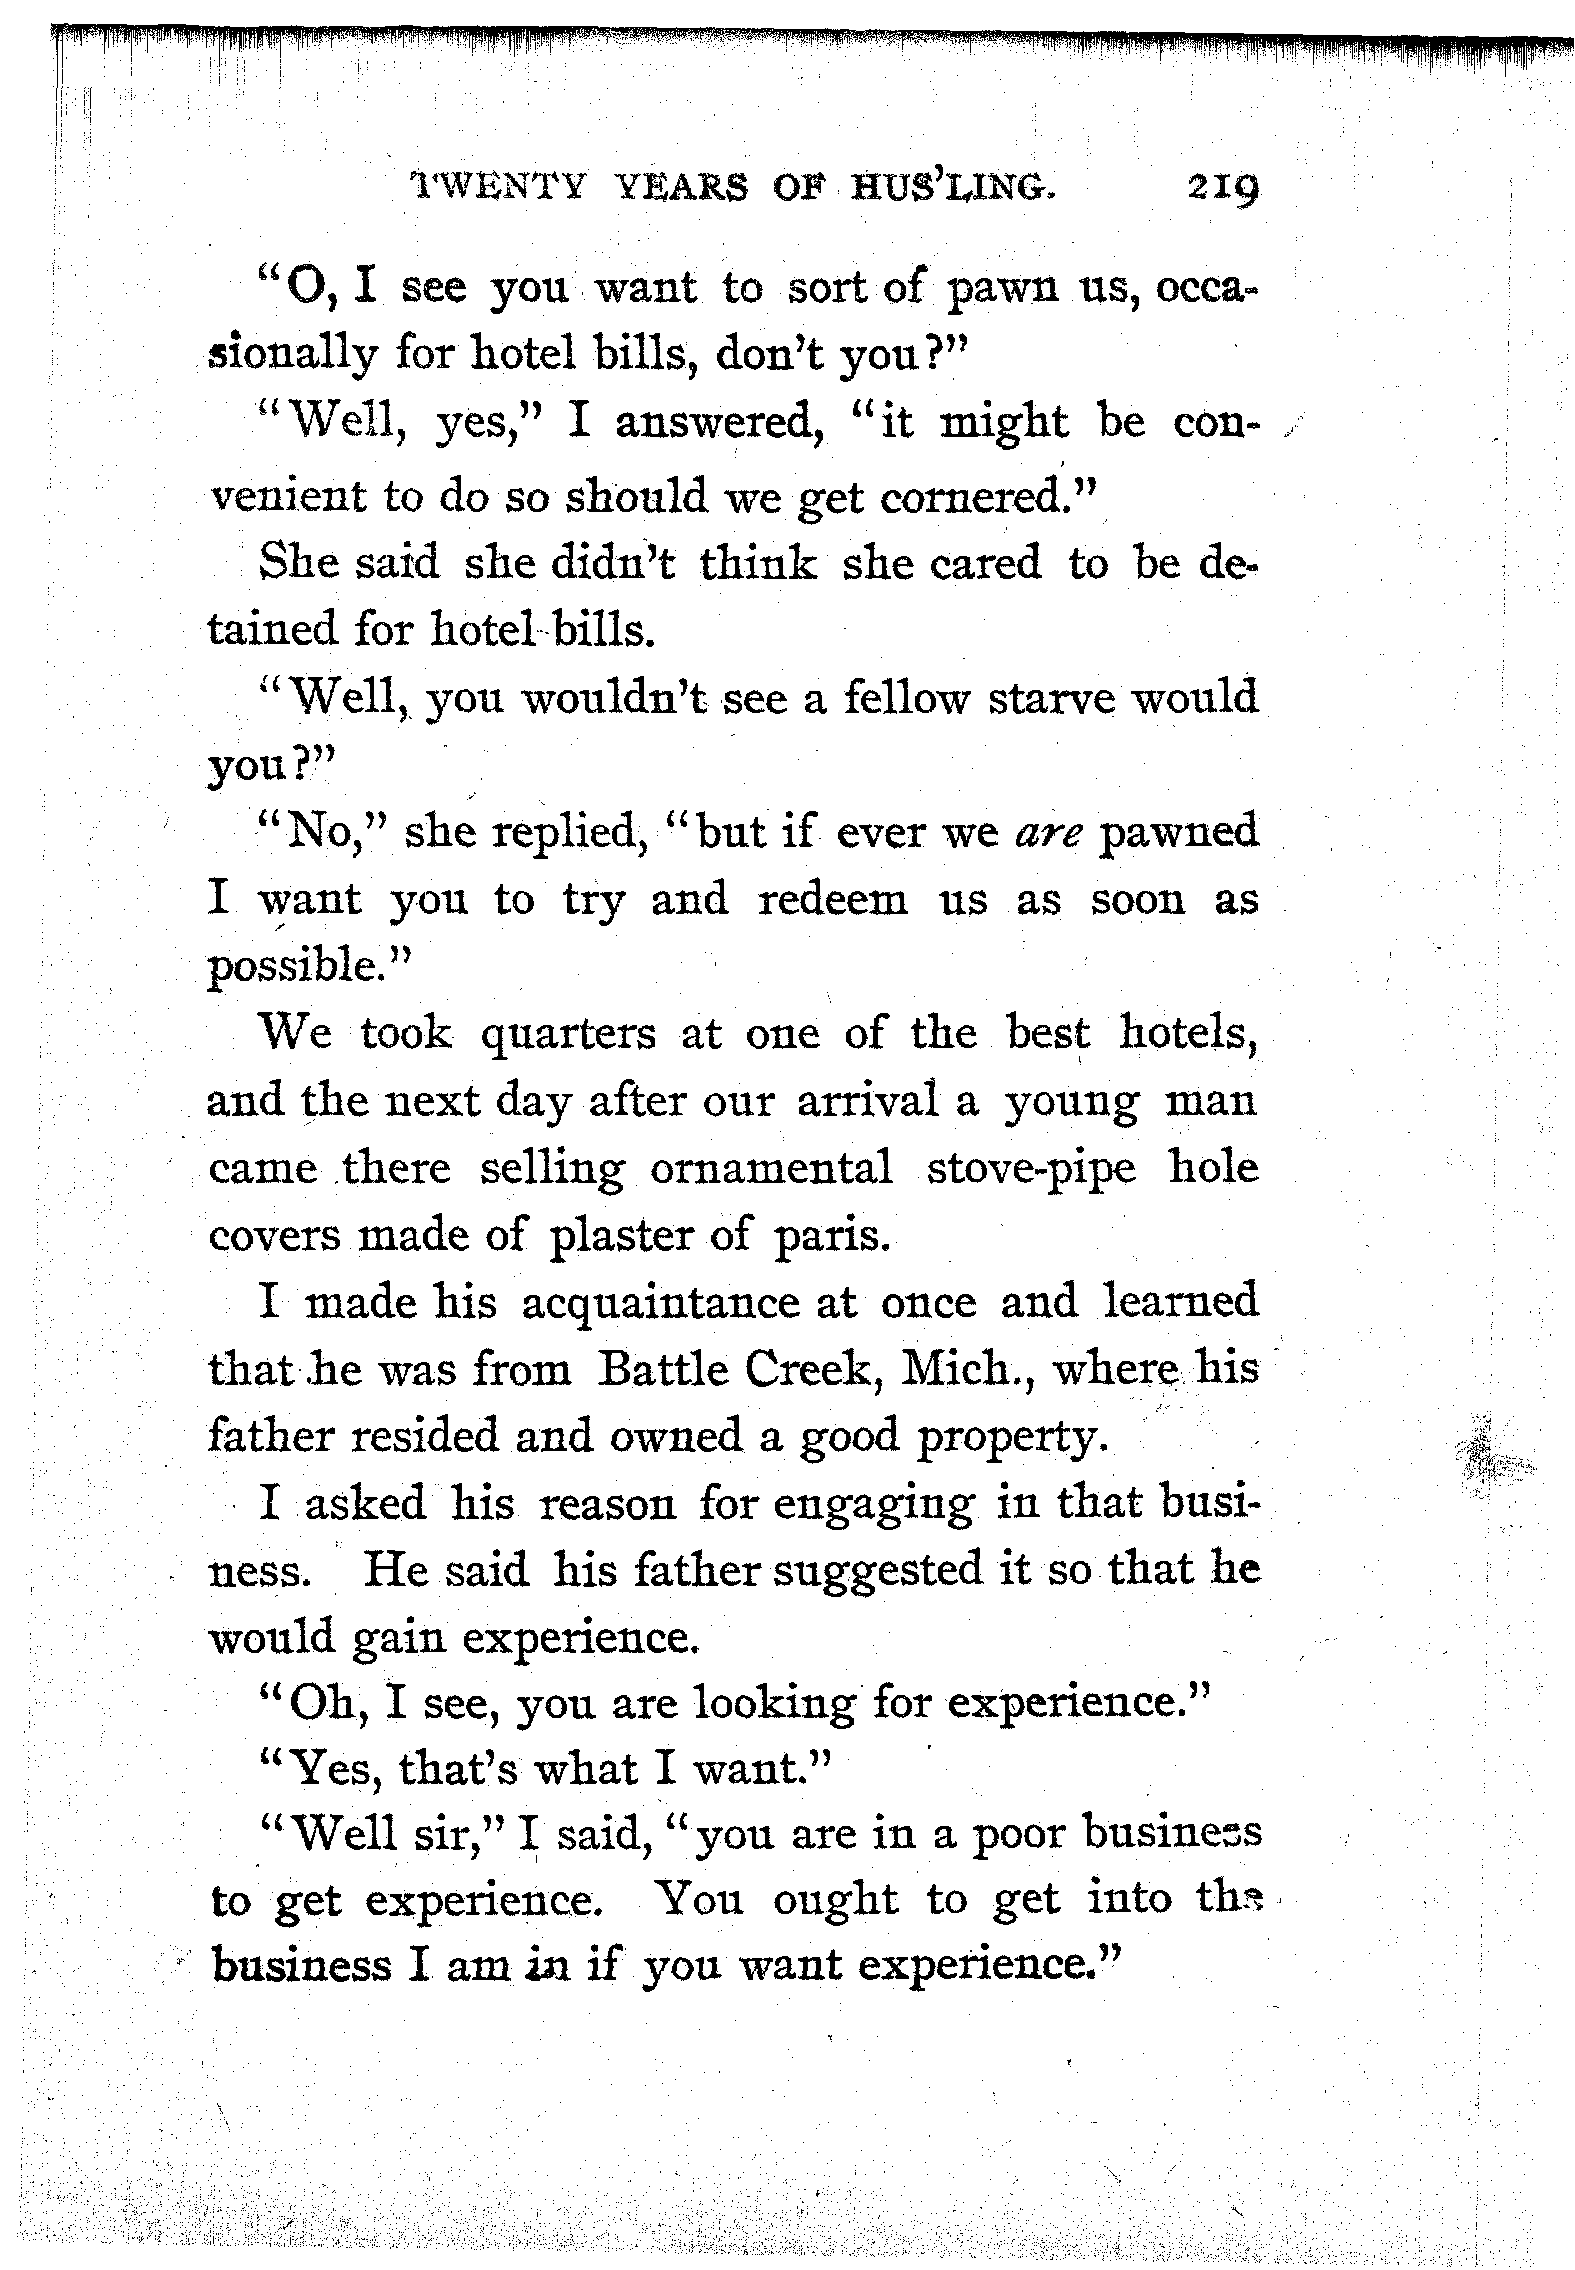 TWENTY YEARS OF HUS'LING. 219
"O, I see you want to sort of pawn us, occa-
sionally for hotel bills, don't you?"
"Well, yes," I answered, "it might be con-
venient to do so should we get cornered."
She said she didn't think she cared to be de-
tained for hotel bills.
"Well, you wouldn't see a fellow starve would
you?"
"No," she replied, "but if ever we are pawned
I want you to try and redeem us as soon as
possible."
We took quarters at one of the best hotels,
and the next day after our arrival a young man
came there selling ornamental stove-pipe hole
covers made of plaster of paris.
I made his acquaintance at once and learned
that he was from Battle Creek, Mich., where his
father resided and owned a good property.
I asked his reason for engaging in that busi-
ness. He said his father suggested it so that he
would gain experience.
"Oh, I see, you are looking for experience."
"Yes, that's what I want."
"Well sir," I said, "you are in a poor business
to get experience. You ought to get into the
business I am in if you want experience."